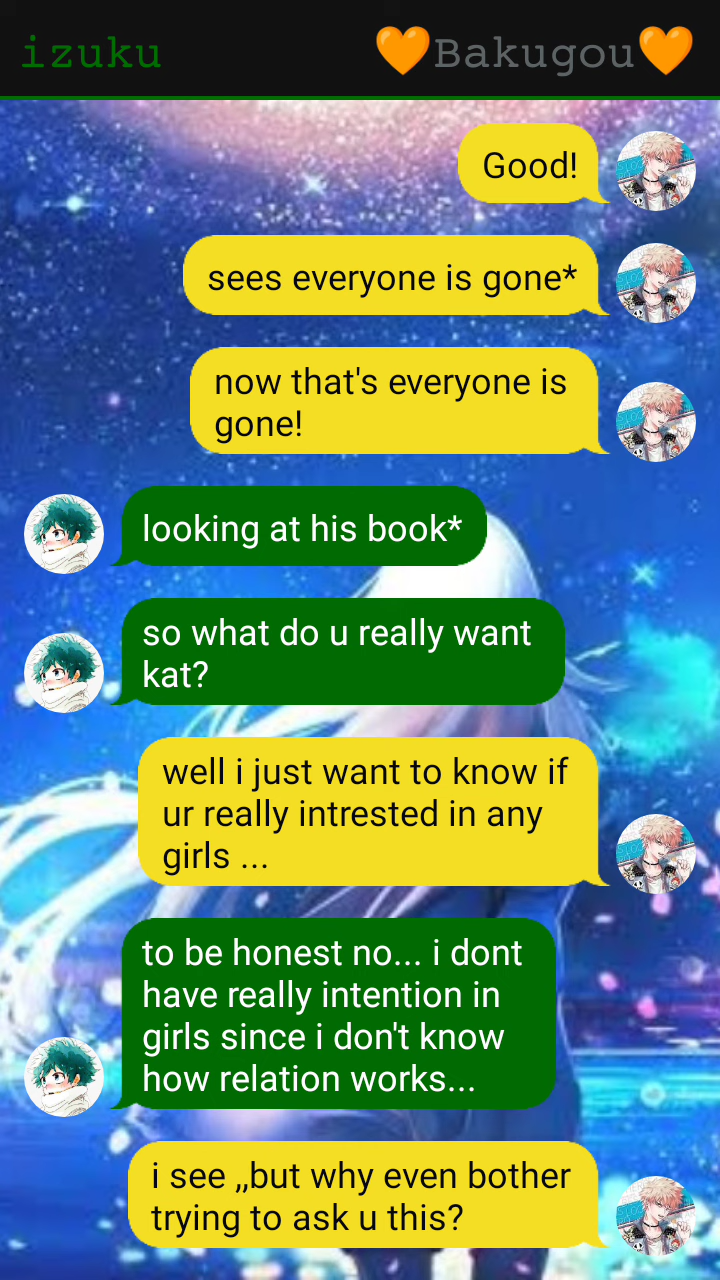 izuku
🧡Bakugou🧡
Good!
sees everyone is gone*
now that's everyone is
gone!
looking at his book*
so what do u really want
kat?
well i just want to know if
ur really intrested in any
girls ...
to be honest no... i dont
have really intention in
girls since i don't know
how relation works...
i see ,,but why even bother
trying to ask u this?